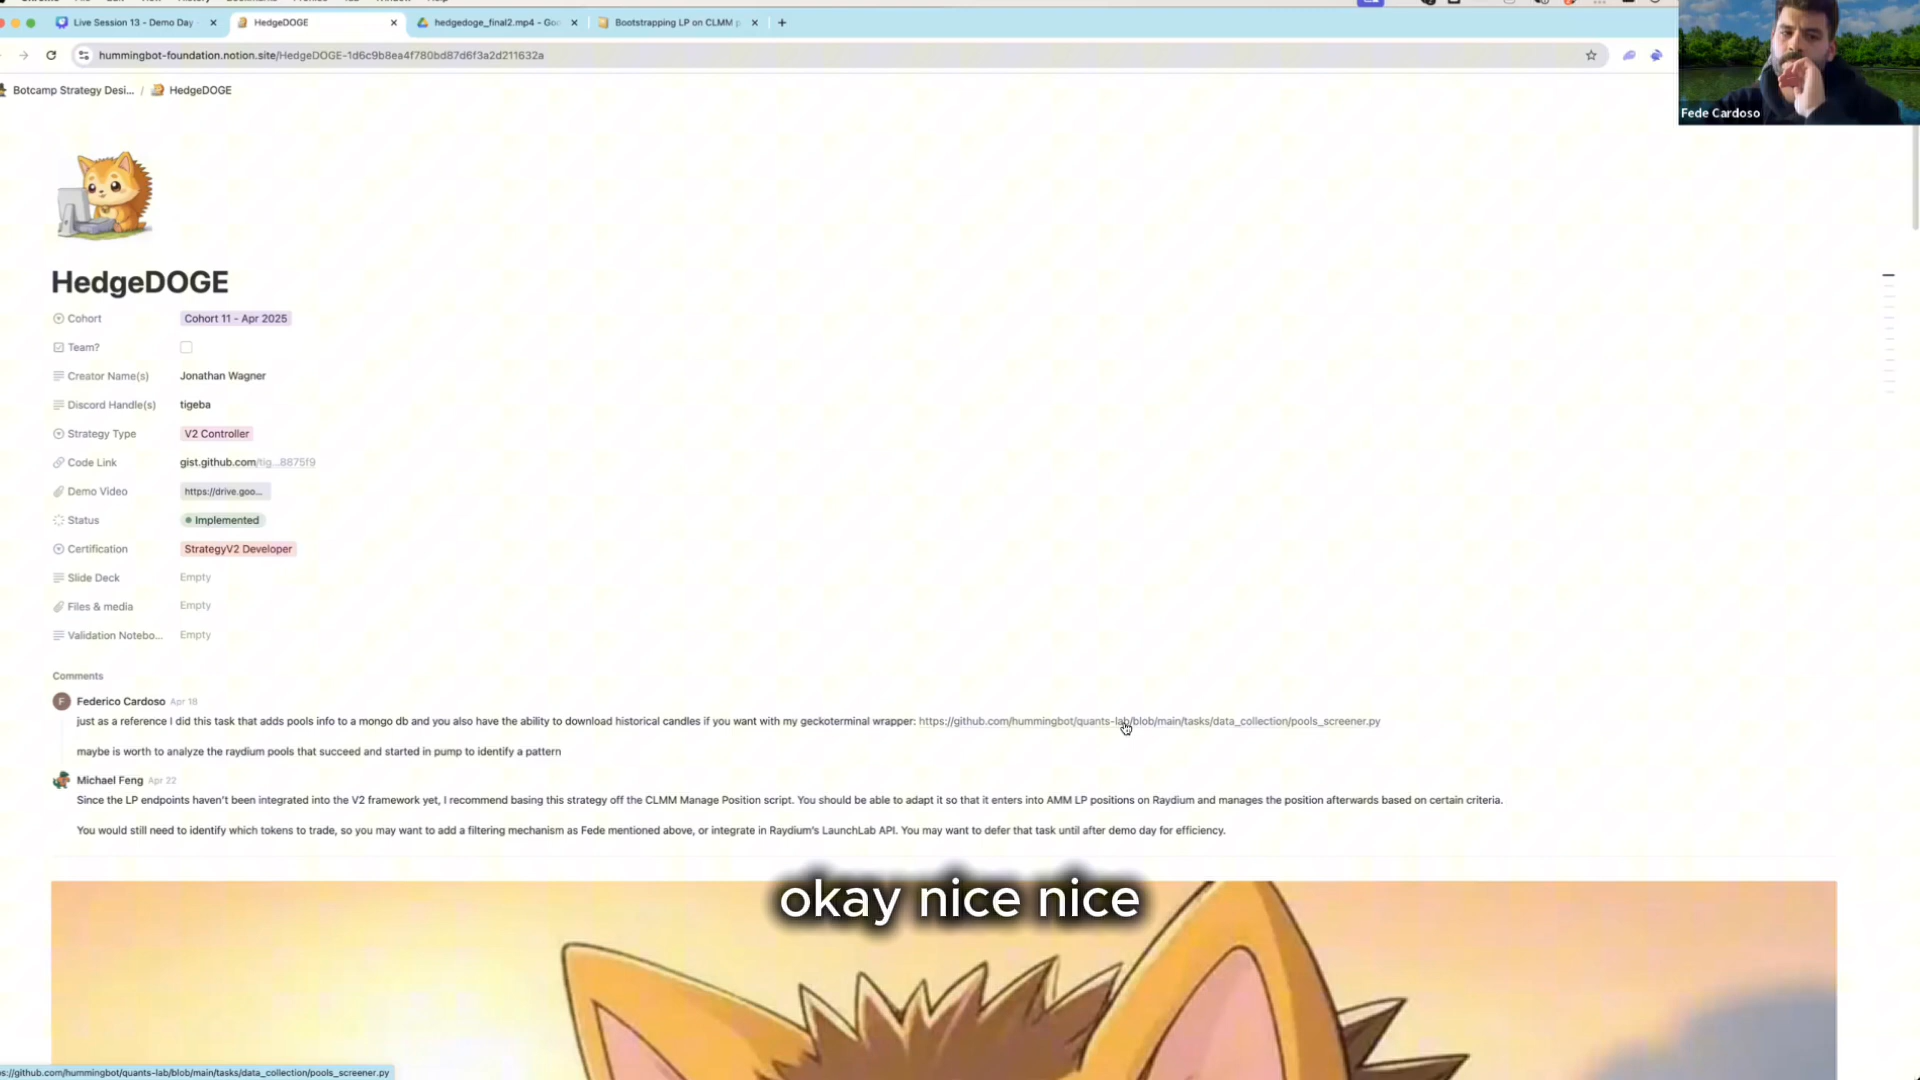 Live Session 13 - Demo Day
HedgeDOGE
hedgedoge_final2.mp4 - Goo
Bootstrapping LP on CLMM p
hummingbot-foundation.notion.site/HedgeDOGE-1d6c9b8ea4f780bd87d6f3a2d211632a
Botcamp Strategy Desi... / HedgeDOGE
Fede Cardoso
HedgeDOGE
Cohort Cohort 11 - Apr 2025
Team?
Creator Name(s) Jonathan Wagner
Discord Handle(s) tigeba
Strategy Type V2 Controller
Code Link gist.github.com/tig...8875f9
Demo Video https://drive.goo...
Status Implemented
Certification StrategyV2 Developer
Slide Deck Empty
Files & media Empty
Validation Notebo... Empty
Comments
F Federico Cardoso Apr 18
just as a reference I did this task that adds pools info to a mongo db and you also have the ability to download historical candles if you want with my geckoterminal wrapper: https://github.com/hummingbot/quants-lab/blob/main/tasks/data_collection/pools_screener.py
maybe is worth to analyze the raydium pools that succeed and started in pump to identify a pattern
Michael Feng Apr 22
Since the LP endpoints haven't been integrated into the V2 framework yet, I recommend basing this strategy off the CLMM Manage Position script. You should be able to adapt it so that it enters into AMM LP positions on Raydium and manages the position afterwards based on certain criteria.
You would still need to identify which tokens to trade, so you may want to add a filtering mechanism as Fede mentioned above, or integrate in Raydium's LaunchLab API. You may want to defer that task until after demo day for efficiency.
okay nice nice
s://github.com/hummingbot/quants-lab/blob/main/tasks/data_collection/pools_screener.py